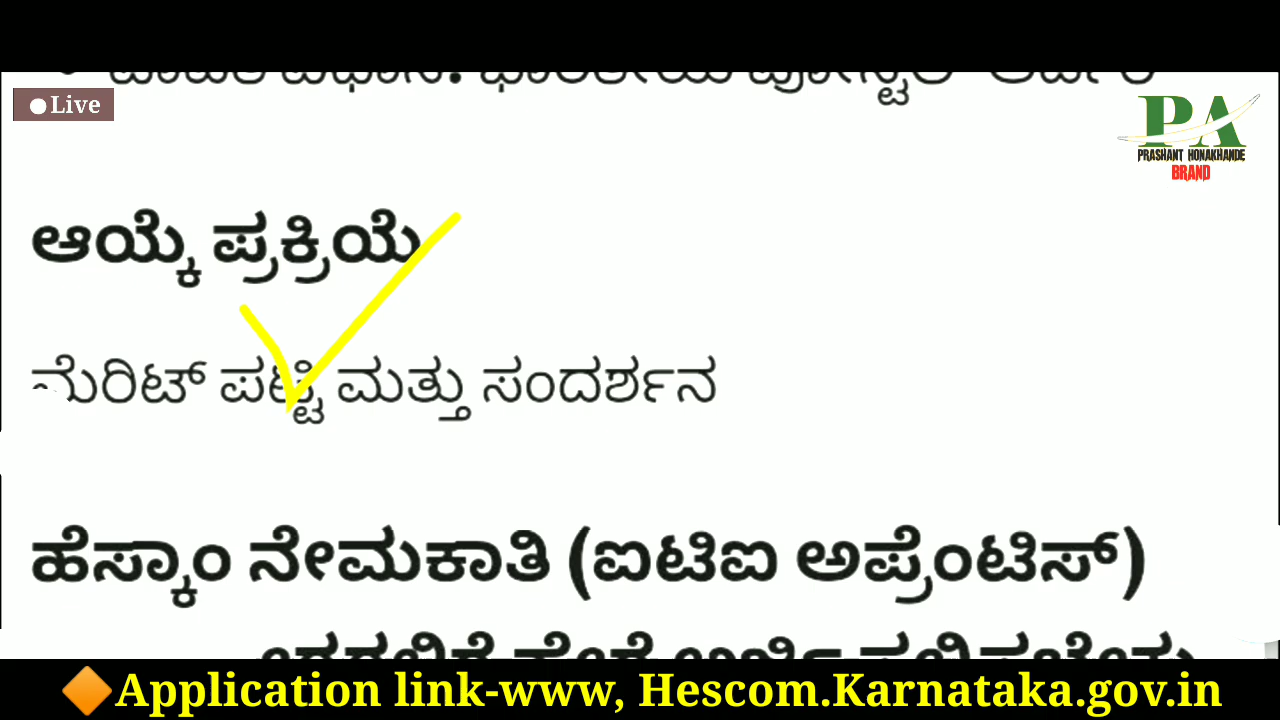 Live
PA
PRASHANT HONAKHANDE
BRAND
ಆಯ್ಕೆ ಪ್ರಕ್ರಿಯೆ
ಮೆರಿಟ್ ಪಟ್ಟಿ ಮತ್ತು ಸಂದರ್ಶನ
ಹೆಸ್ಕಾಂ ನೇಮಕಾತಿ (ಐಟಿಐ ಅಪ್ರೆಂಟಿಸ್)
Application link-www, Hescom.Karnataka.gov.in